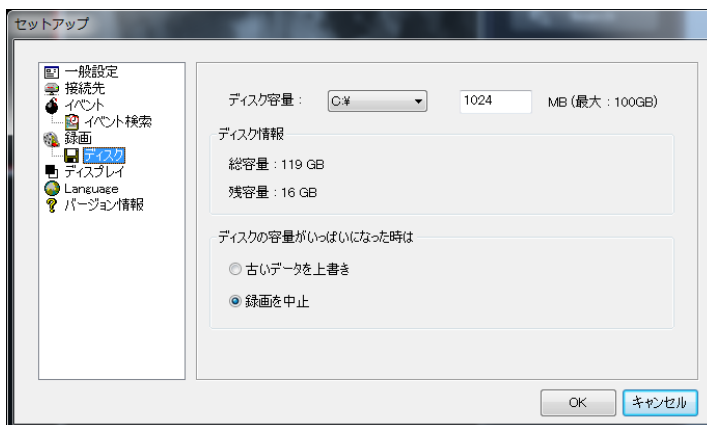 セットアップ
一般設定
接続先
イベント
イベント検索
録画
ディスク
ディスプレイ
Language
バージョン情報
ディスク容量： C:¥ 1024 MB (最大：100GB)
ディスク情報
総容量：119 GB
残容量：16 GB
ディスクの容量がいっぱいになった時は
古いデータを上書き
録画を中止
OK キャンセル